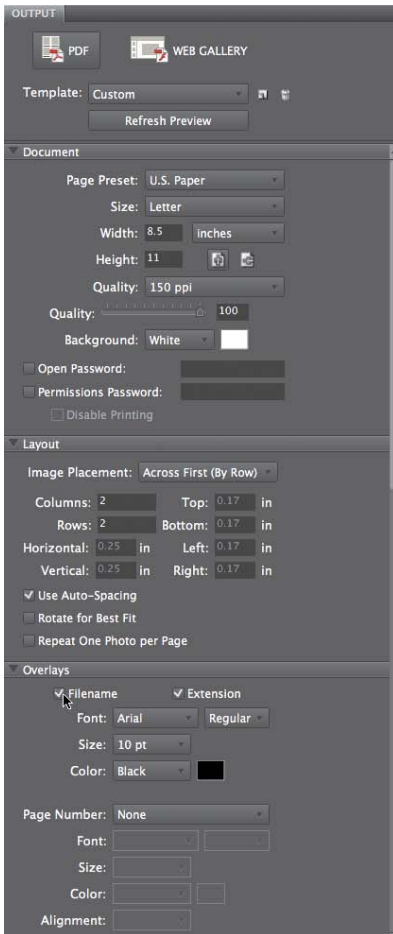 OUTPUT
PDF WEB GALLERY
Template: Custom
Refresh Preview
Document
Page Preset: U.S. Paper
Size: Letter
Width: 8.5 inches
Height: 11
Quality: 150 ppi
Quality: 100
Background: White
Open Password:
Permissions Password:
Disable Printing
Layout
Image Placement: Across First (By Row)
Columns: 2 Top: 0.17 in
Rows: 2 Bottom: 0.17 in
Horizontal: 0.25 in Left: 0.17 in
Vertical: 0.25 in Right: 0.17 in
Use Auto-Spacing
Rotate for Best Fit
Repeat One Photo per Page
Overlays
Filename Extension
Font: Arial Regular
Size: 10 pt
Color: Black
Page Number: None
Font:
Size:
Color:
Alignment: